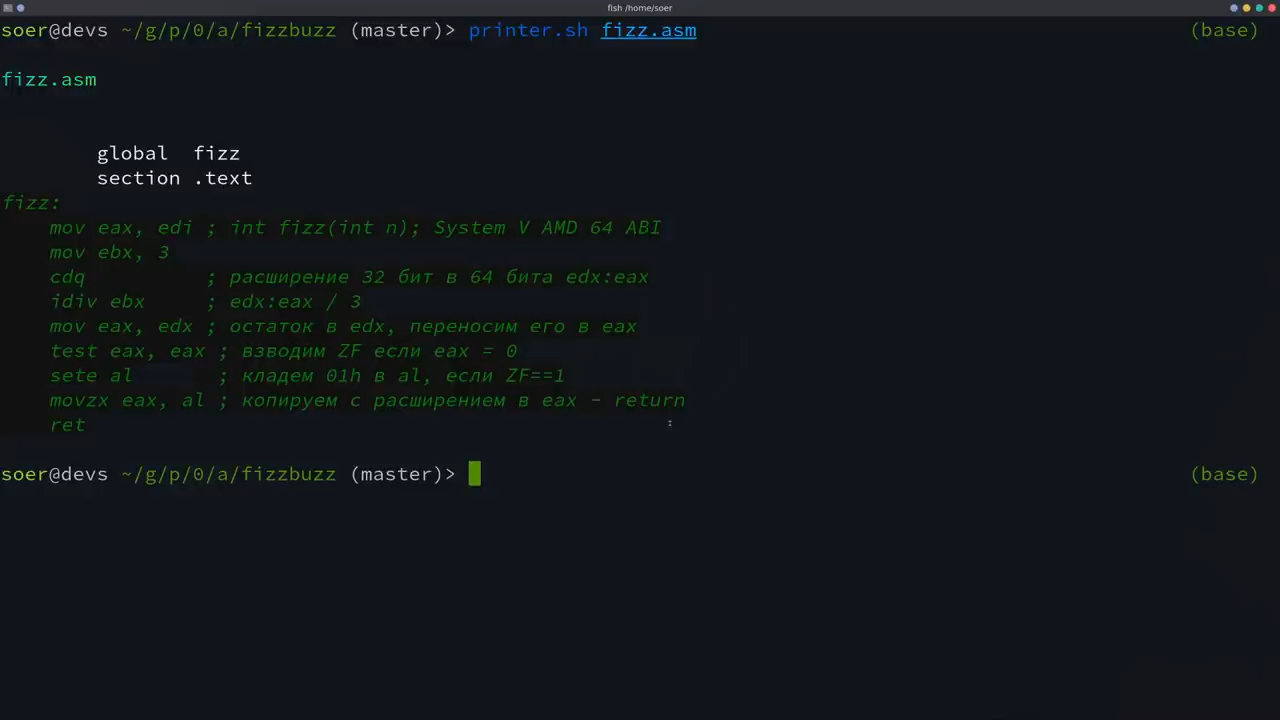 fish /home/soer
soer@devs ~/g/p/0/a/fizzbuzz (master)> printer.sh fizz.asm (base)
fizz.asm
global fizz
section .text
fizz:
mov eax, edi ; int fizz(int n); System V AMD 64 ABI
mov ebx, 3
cdq ; расширение 32 бит в 64 бита edx:eax
idiv ebx ; edx:eax / 3
mov eax, edx ; остаток в edx, переносим его в eax
test eax, eax ; взводим ZF если eax = 0
sete al ; кладем 01h в al, если ZF==1
movzx eax, al ; копируем с расширением в eax - return
ret
soer@devs ~/g/p/0/a/fizzbuzz (master)> (base)